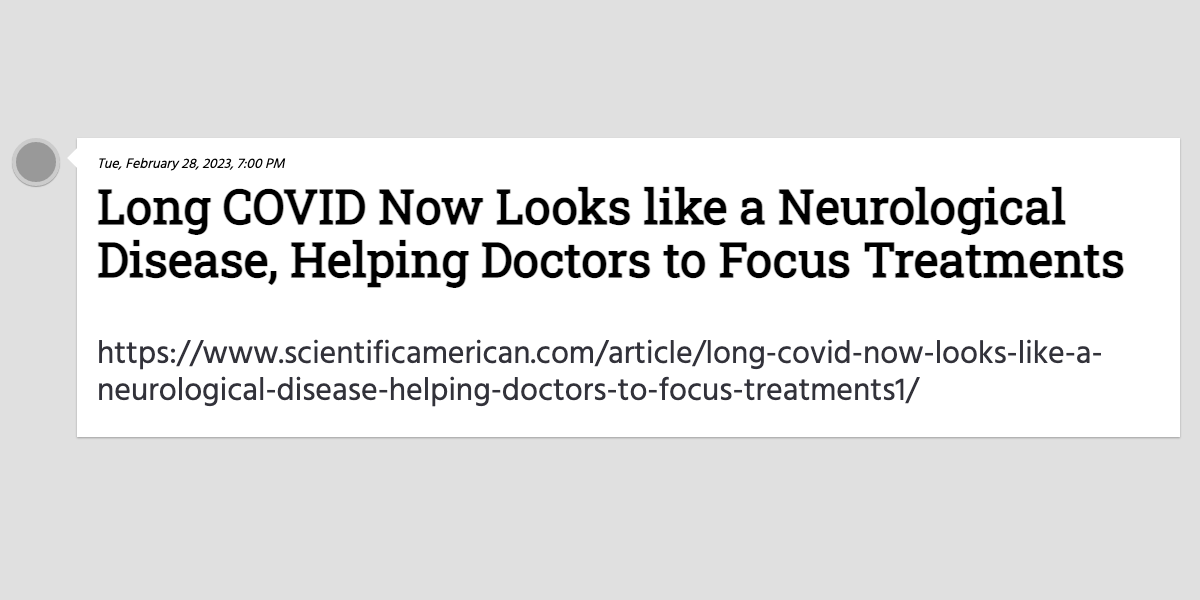 Tue, February 28, 2023, 7:00 PM
Long COVID Now Looks like a Neurological
Disease, Helping Doctors to Focus Treatments
https://www.scientificamerican.com/article/long-covid-now-looks-like-a-
neurological-disease-helping-doctors-to-focus-treatments1/